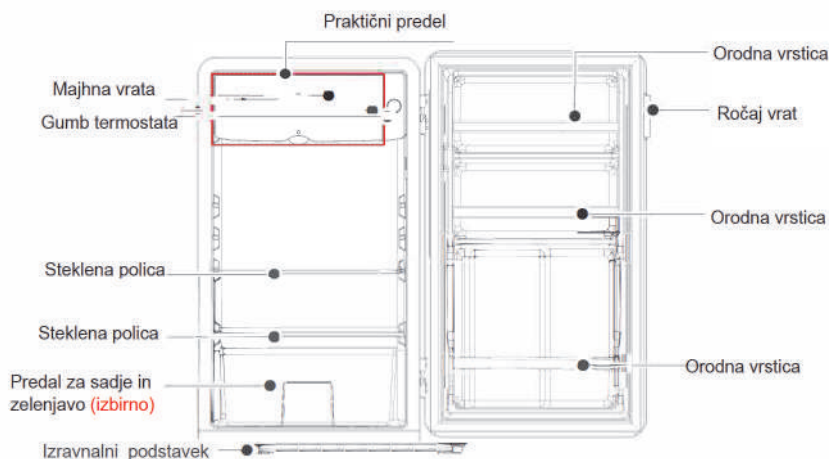 Praktični predel
Orodna vrstica
Majhna vrata
Gumb termostata
Ročaj vrat
Orodna vrstica
Steklena polica
Steklena polica
Orodna vrstica
Predal za sadje in
zelenjavo (izbirno)
Izravnalni podstavek